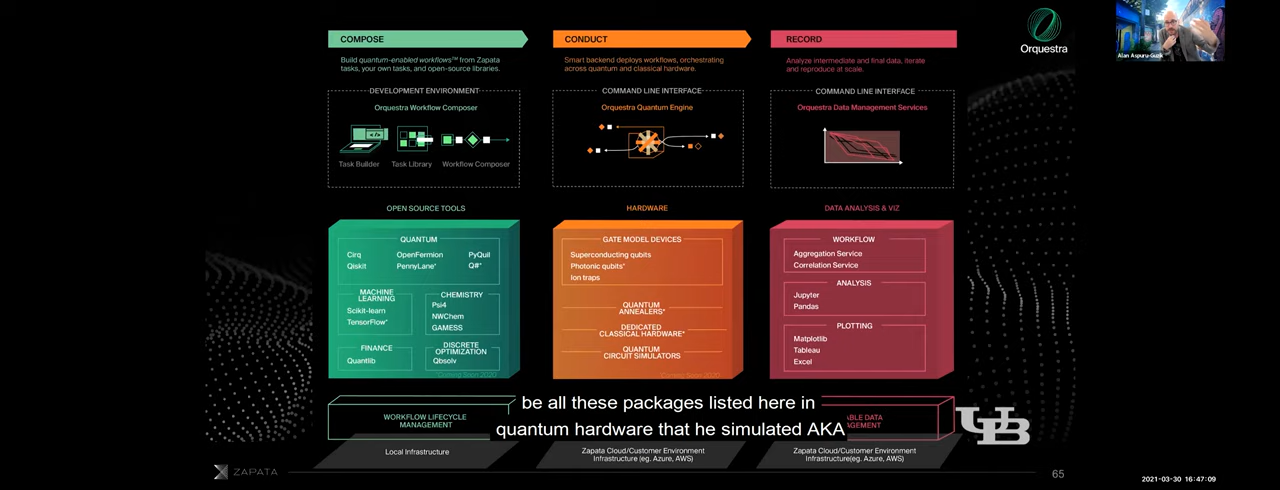 COMPOSE
CONDUCT
RECORD
Orquestra
Alan Aspuru-Guzik
Build quantum-enabled workflows™ from Zapata
tasks, your own tasks, and open-source libraries.
Smart backend deploys workflows, orchestrating
across quantum and classical hardware.
Analyze intermediate and final data, iterate
and reproduce at scale.
DEVELOPMENT ENVIRONMENT
Orquestra Workflow Composer
Task Builder
Task Library
Workflow Composer
COMMAND LINE INTERFACE
Orquestra Quantum Engine
COMMAND LINE INTERFACE
Orquestra Data Management Services
OPEN SOURCE TOOLS
QUANTUM
Cirq OpenFermion PyQuil
Qiskit PennyLane* Q#*
MACHINE
LEARNING
Scikit-learn
TensorFlow*
CHEMISTRY
Psi4
NWChem
GAMESS
FINANCE
Quantlib
DISCRETE
OPTIMIZATION
Qbsolv
*Coming Soon 2020
HARDWARE
GATE MODEL DEVICES
Superconducting qubits
Photonic qubits*
Ion traps
QUANTUM
ANNEALERS*
DEDICATED
CLASSICAL HARDWARE*
QUANTUM
CIRCUIT SIMULATORS
*Coming Soon 2020
DATA ANALYSIS & VIZ
WORKFLOW
Aggregation Service
Correlation Service
ANALYSIS
Jupyter
Pandas
PLOTTING
Matplotlib
Tableau
Excel
WORKFLOW LIFECYCLE
MANAGEMENT
be all these packages listed here in
quantum hardware that he simulated AKA
UB
Local Infrastructure
Zapata Cloud/Customer Environment
Infrastructure (eg. Azure, AWS)
Zapata Cloud/Customer Environment
Infrastructure(eg. Azure, AWS)
ZAPATA
65
2021-03-30 16:47:09